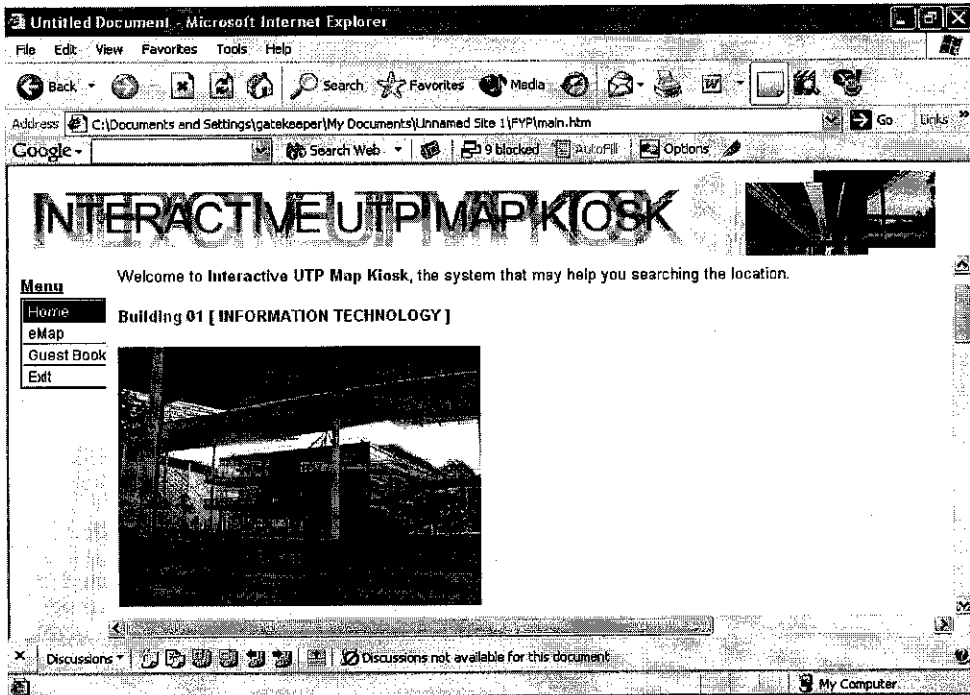 Untitled Document - Microsoft Internet Explorer
File Edit View Favorites Tools Help
Back Search Favorites Media
Address C:\Documents and Settings\gatekeeper\My Documents\Unnamed Site 1\FYP\main.htm Go Links »
Google Search Web 9 blocked AutoFill Options
INTERACTIVE UTP MAP KIOSK
Welcome to Interactive UTP Map Kiosk, the system that may help you searching the location.
Menu
Home
eMap
Guest Book
Exit
Building 01 [ INFORMATION TECHNOLOGY ]
Discussions Discussions not available for this document
My Computer